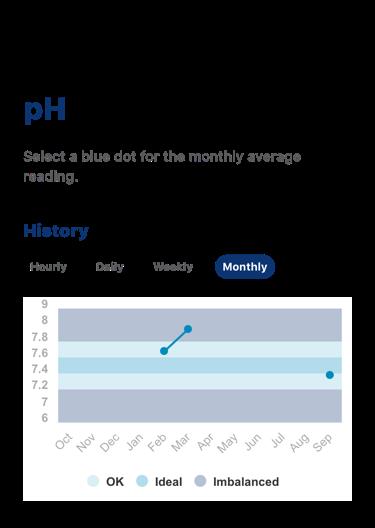 pH
Select a blue dot for the monthly average
reading.
History
Hourly Daily Weekly Monthly
9
8
7.8
7.6
7.4
7.2
7
6
Oct Nov Dec Jan Feb Mar Apr May Jun Jul Aug Sep
OK Ideal Imbalanced